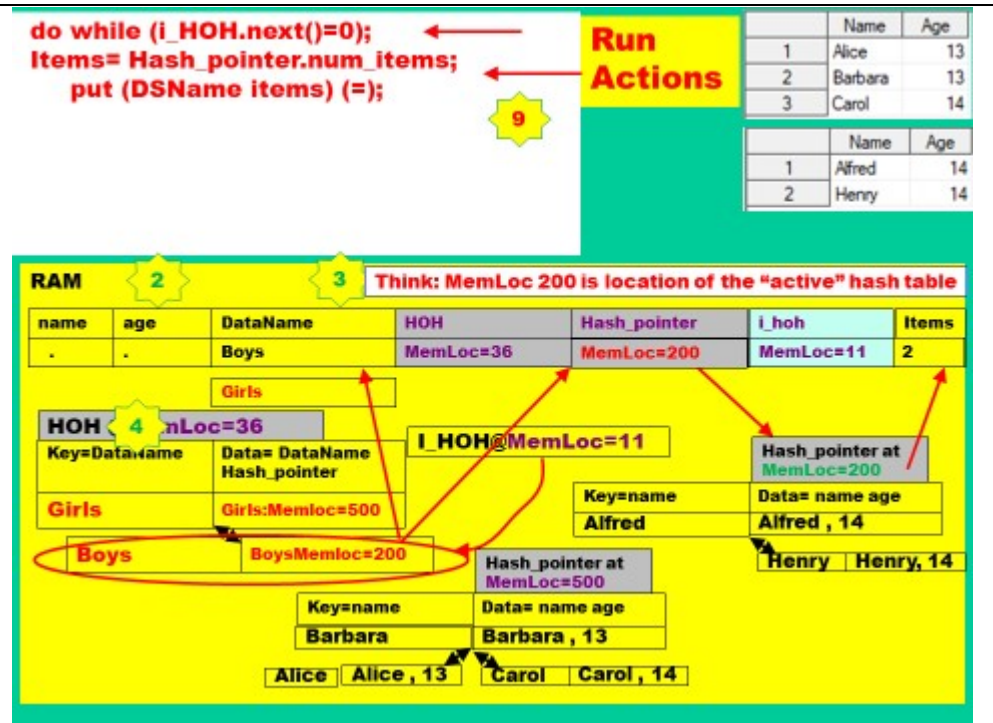 do while (i_HOH.next()=0);
Items= Hash_pointer.num_items;
put (DSName items) (=);
9
Run
Actions
Name Age
1 Alice 13
2 Barbara 13
3 Carol 14
Name Age
1 Alfred 14
2 Henry 14
RAM 2 3 Think: MemLoc 200 is location of the “active” hash table
name age DataName HOH Hash_pointer i_hoh Items
. . Boys MemLoc=36 MemLoc=200 MemLoc=11 2
Girls
HOH 4 mLoc=36
I_HOH@MemLoc=11
Key=DataName Data= DataName
Hash_pointer
Girls Girls:Memloc=500
Boys BoysMemloc=200
Hash_pointer at
MemLoc=200
Key=name Data= name age
Alfred Alfred , 14
Henry Henry, 14
Hash_pointer at
MemLoc=500
Key=name Data= name age
Barbara Barbara , 13
Alice Alice , 13 Carol Carol , 14